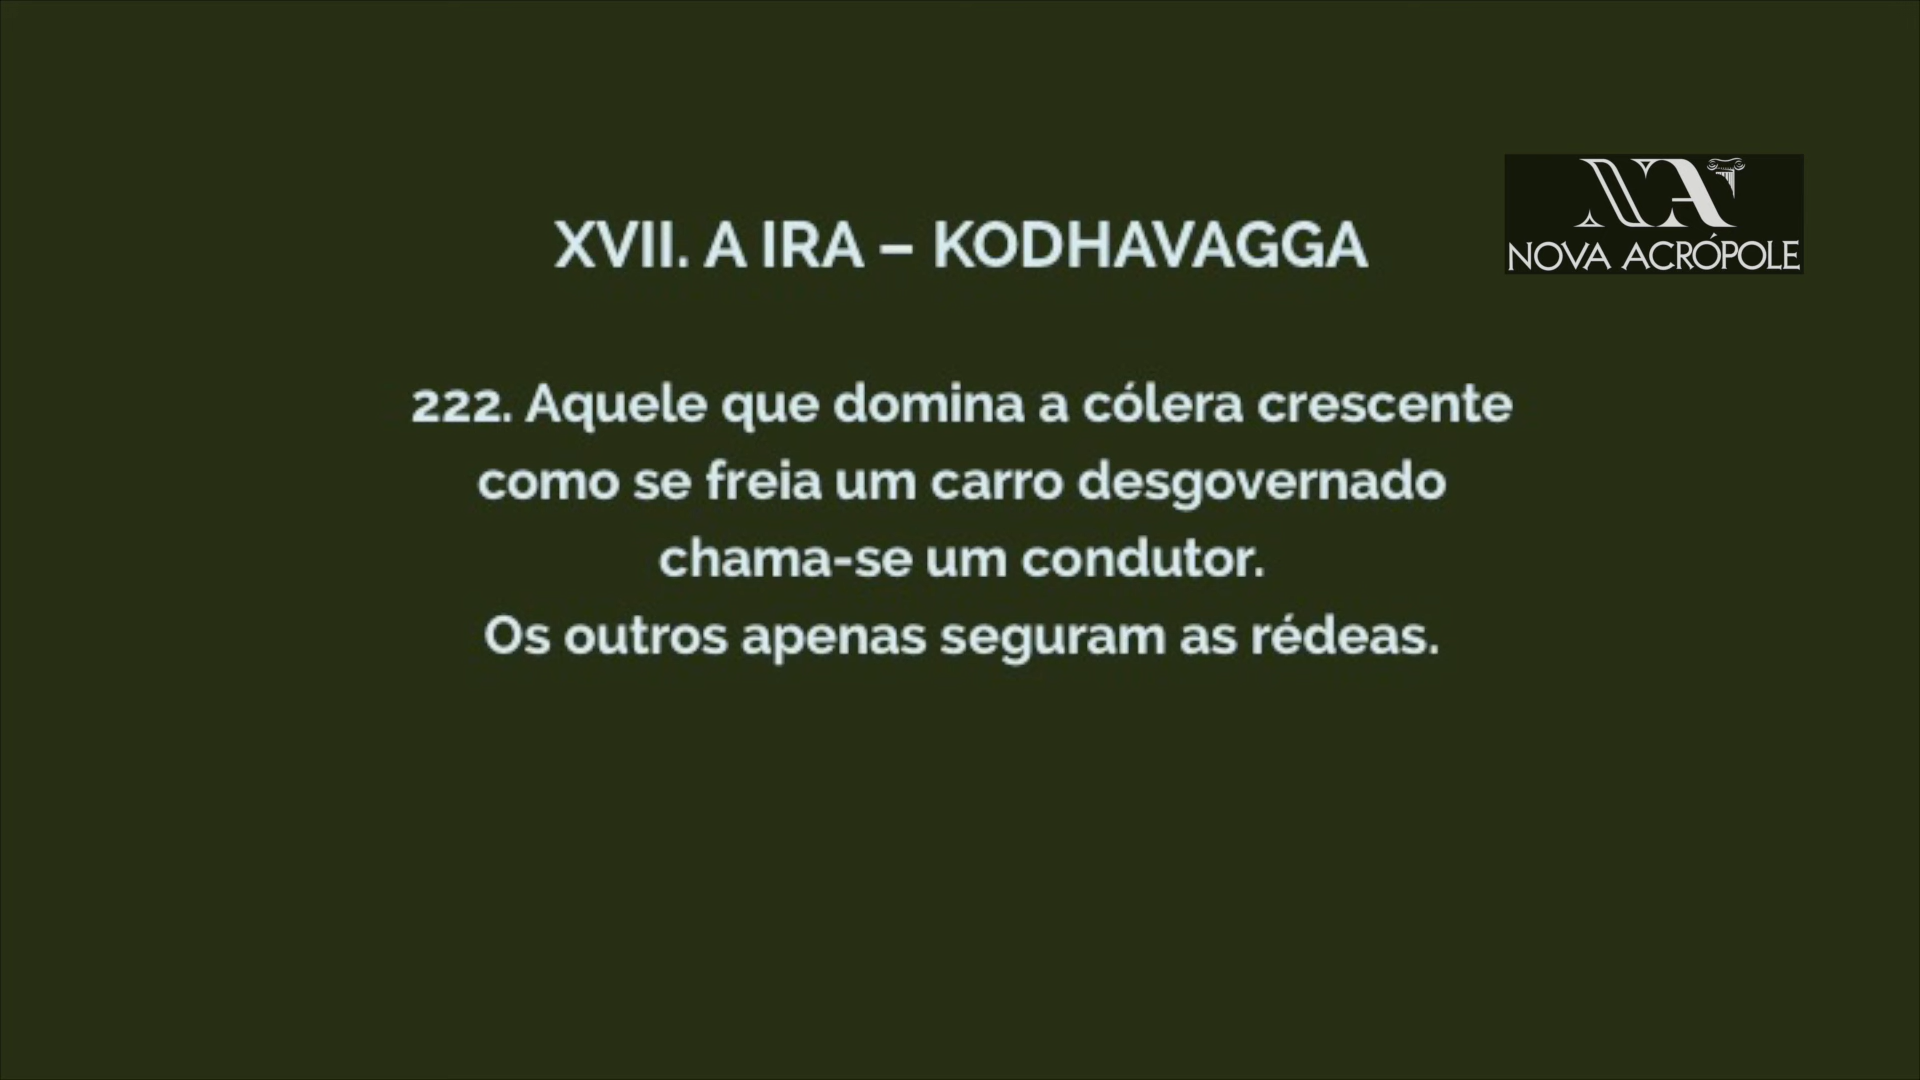 XVII. A IRA – KODHAVAGGA
NOVA ACRÓPOLE
222. Aquele que domina a cólera crescente
como se freia um carro desgovernado
chama-se um condutor.
Os outros apenas seguram as rédeas.